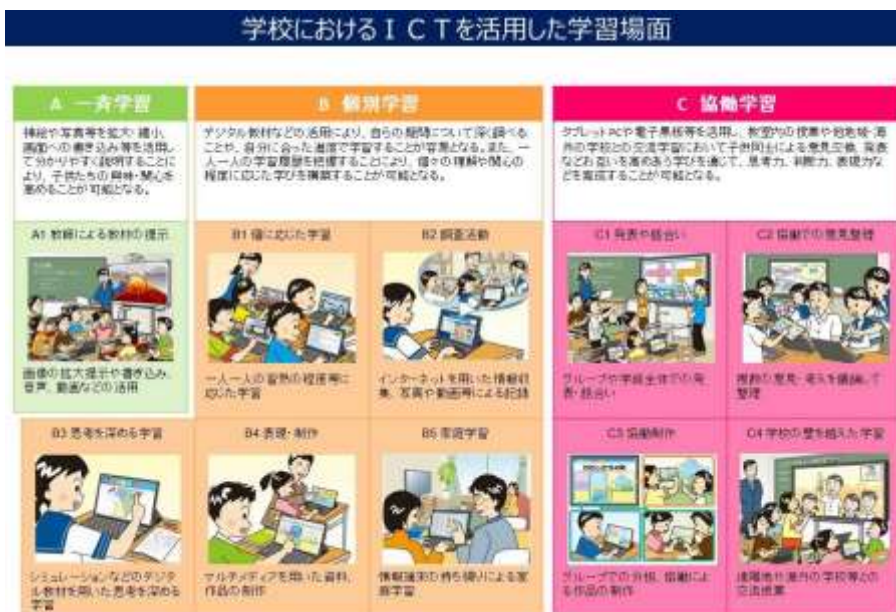 学校におけるＩＣＴを活用した学習場面
A 一斉学習
挿絵や写真等を拡大・縮小、
画面への書き込み等を活用し
て分かりやすく説明することに
より、子供たちの興味・関心を
高めることが可能となる。
B 個別学習
デジタル教材などの活用により、自らの疑問について深く調べる
ことや、自分に合った進度で学習することが容易となる。また、一
人一人の学習履歴を把握することにより、個々の理解や関心の
程度に応じた学びを構築することが可能となる。
C 協働学習
タブレットPCや電子黒板等を活用し、教室内の授業や他地域・海
外の学校との交流学習において子供同士による意見交換、発表
などお互いを高めあう学びを通じて、思考力、判断力、表現力な
どを育成することが可能となる。
A1 教師による教材の提示
画像の拡大提示や書き込み、
音声、動画などの活用
B1 個に応じた学習
一人一人の習熟の程度等に
応じた学習
B2 調査活動
インターネットを用いた情報収
集、写真や動画等による記録
C1 発表や話合い
グループや学級全体での発
表・話合い
C2 協働での意見整理
複数の意見・考えを議論して
整理
B3 思考を深める学習
シミュレーションなどのデジタ
ル教材を用いた思考を深める
学習
B4 表現・制作
マルチメディアを用いた資料、
作品の制作
B5 家庭学習
情報端末の持ち帰りによる家
庭学習
C3 協働制作
グループでの分担、協働によ
る作品の制作
C4 学校の壁を越えた学習
遠隔地や海外の学校等との
交流授業